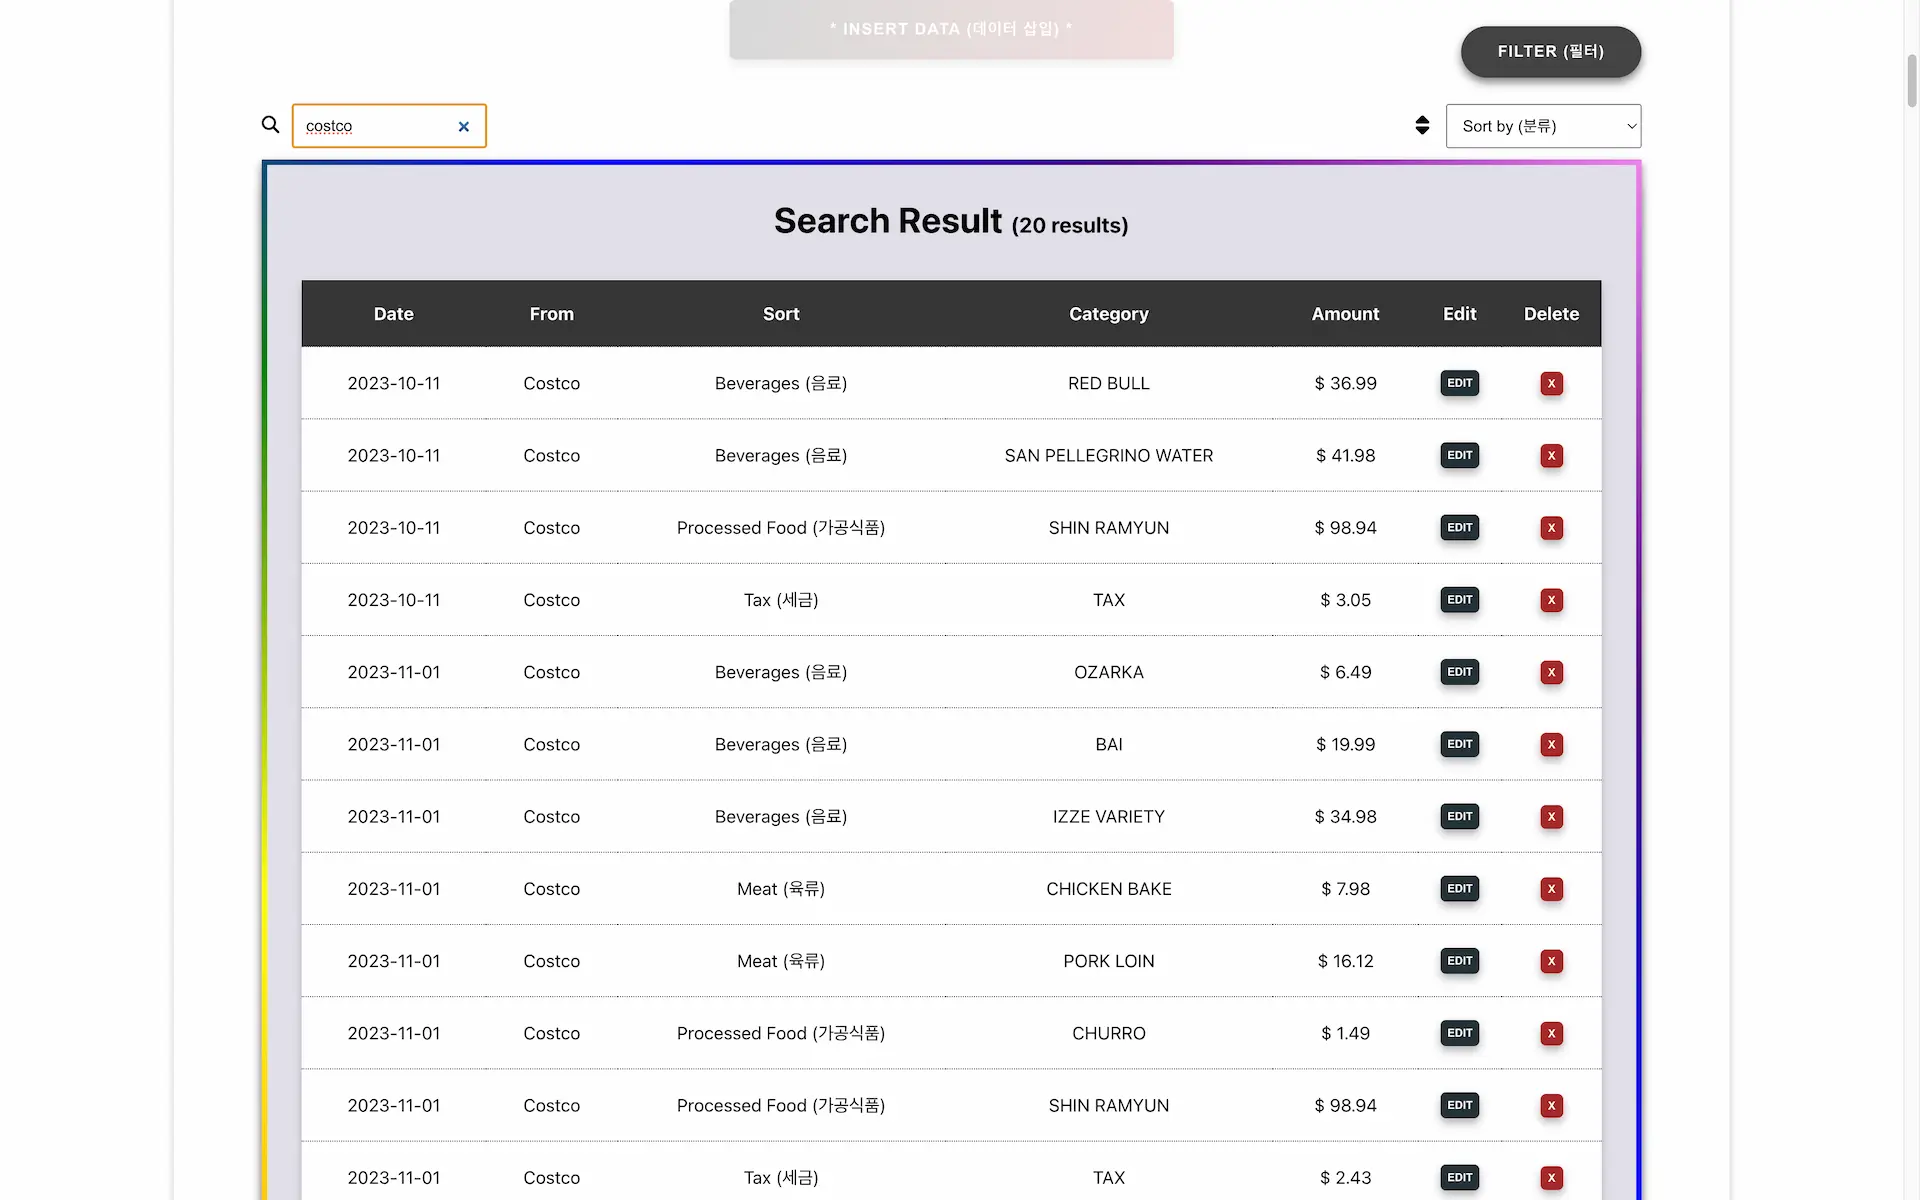 * INSERT DATA (데이터 삽입) *
FILTER (필터)
costco
Sort by (분류)
Search Result (20 results)
Date From Sort Category Amount Edit Delete
2023-10-11 Costco Beverages (음료) RED BULL $ 36.99 EDIT X
2023-10-11 Costco Beverages (음료) SAN PELLEGRINO WATER $ 41.98 EDIT X
2023-10-11 Costco Processed Food (가공식품) SHIN RAMYUN $ 98.94 EDIT X
2023-10-11 Costco Tax (세금) TAX $ 3.05 EDIT X
2023-11-01 Costco Beverages (음료) OZARKA $ 6.49 EDIT X
2023-11-01 Costco Beverages (음료) BAI $ 19.99 EDIT X
2023-11-01 Costco Beverages (음료) IZZE VARIETY $ 34.98 EDIT X
2023-11-01 Costco Meat (육류) CHICKEN BAKE $ 7.98 EDIT X
2023-11-01 Costco Meat (육류) PORK LOIN $ 16.12 EDIT X
2023-11-01 Costco Processed Food (가공식품) CHURRO $ 1.49 EDIT X
2023-11-01 Costco Processed Food (가공식품) SHIN RAMYUN $ 98.94 EDIT X
2023-11-01 Costco Tax (세금) TAX $ 2.43 EDIT X